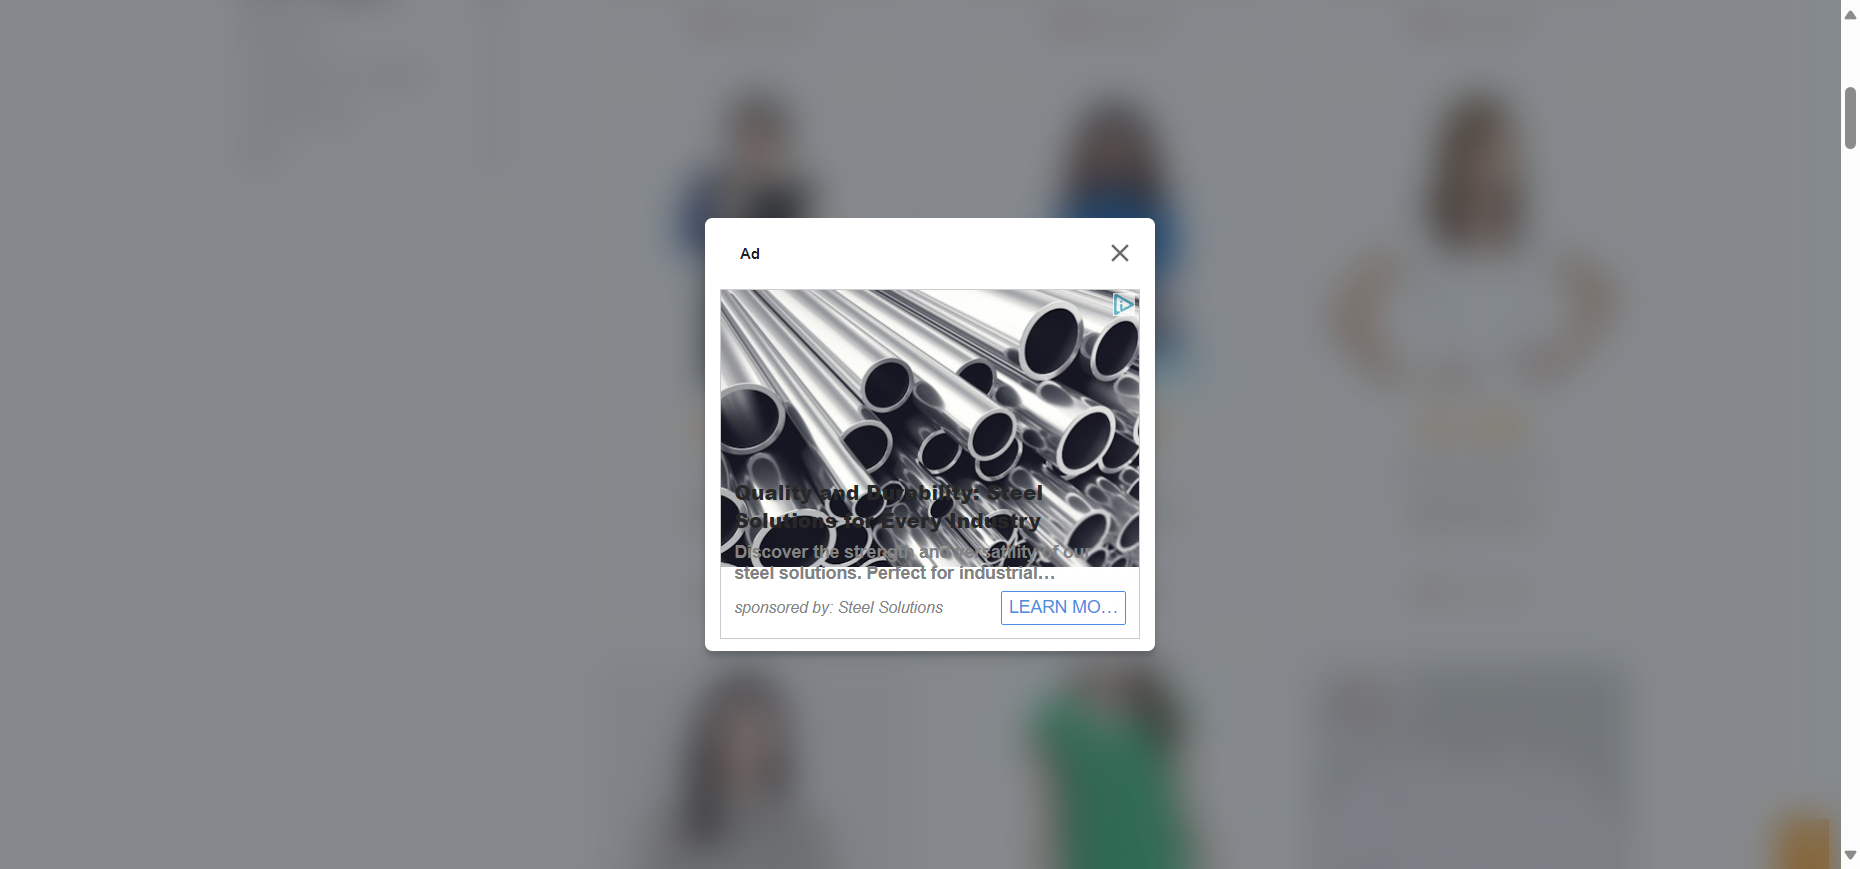 Ad
Quality and Durability: Steel
Solutions for Every Industry
Discover the strength and versatility of our
steel solutions. Perfect for industrial...
sponsored by: Steel Solutions
LEARN MO...